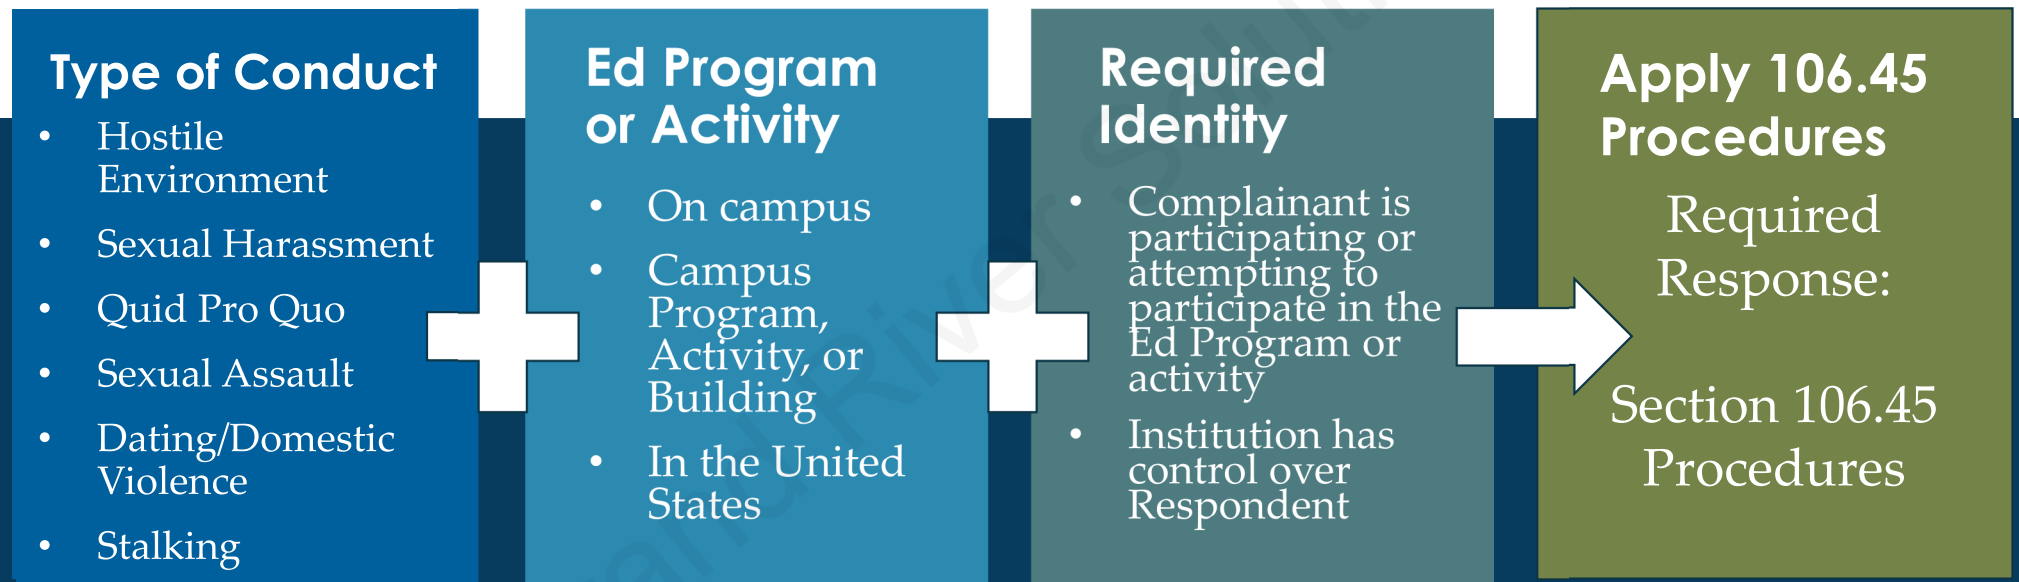 Type of Conduct
• Hostile
Environment
• Sexual Harassment
• Quid Pro Quo
• Sexual Assault
• Dating/Domestic
Violence
• Stalking
Ed Program
or Activity
• On campus
• Campus
Program,
Activity, or
Building
• In the United
States
Required
Identity
• Complainant is
participating or
attempting to
participate in the
Ed Program or
activity
• Institution has
control over
Respondent
Apply 106.45
Procedures
Required
Response:
Section 106.45
Procedures